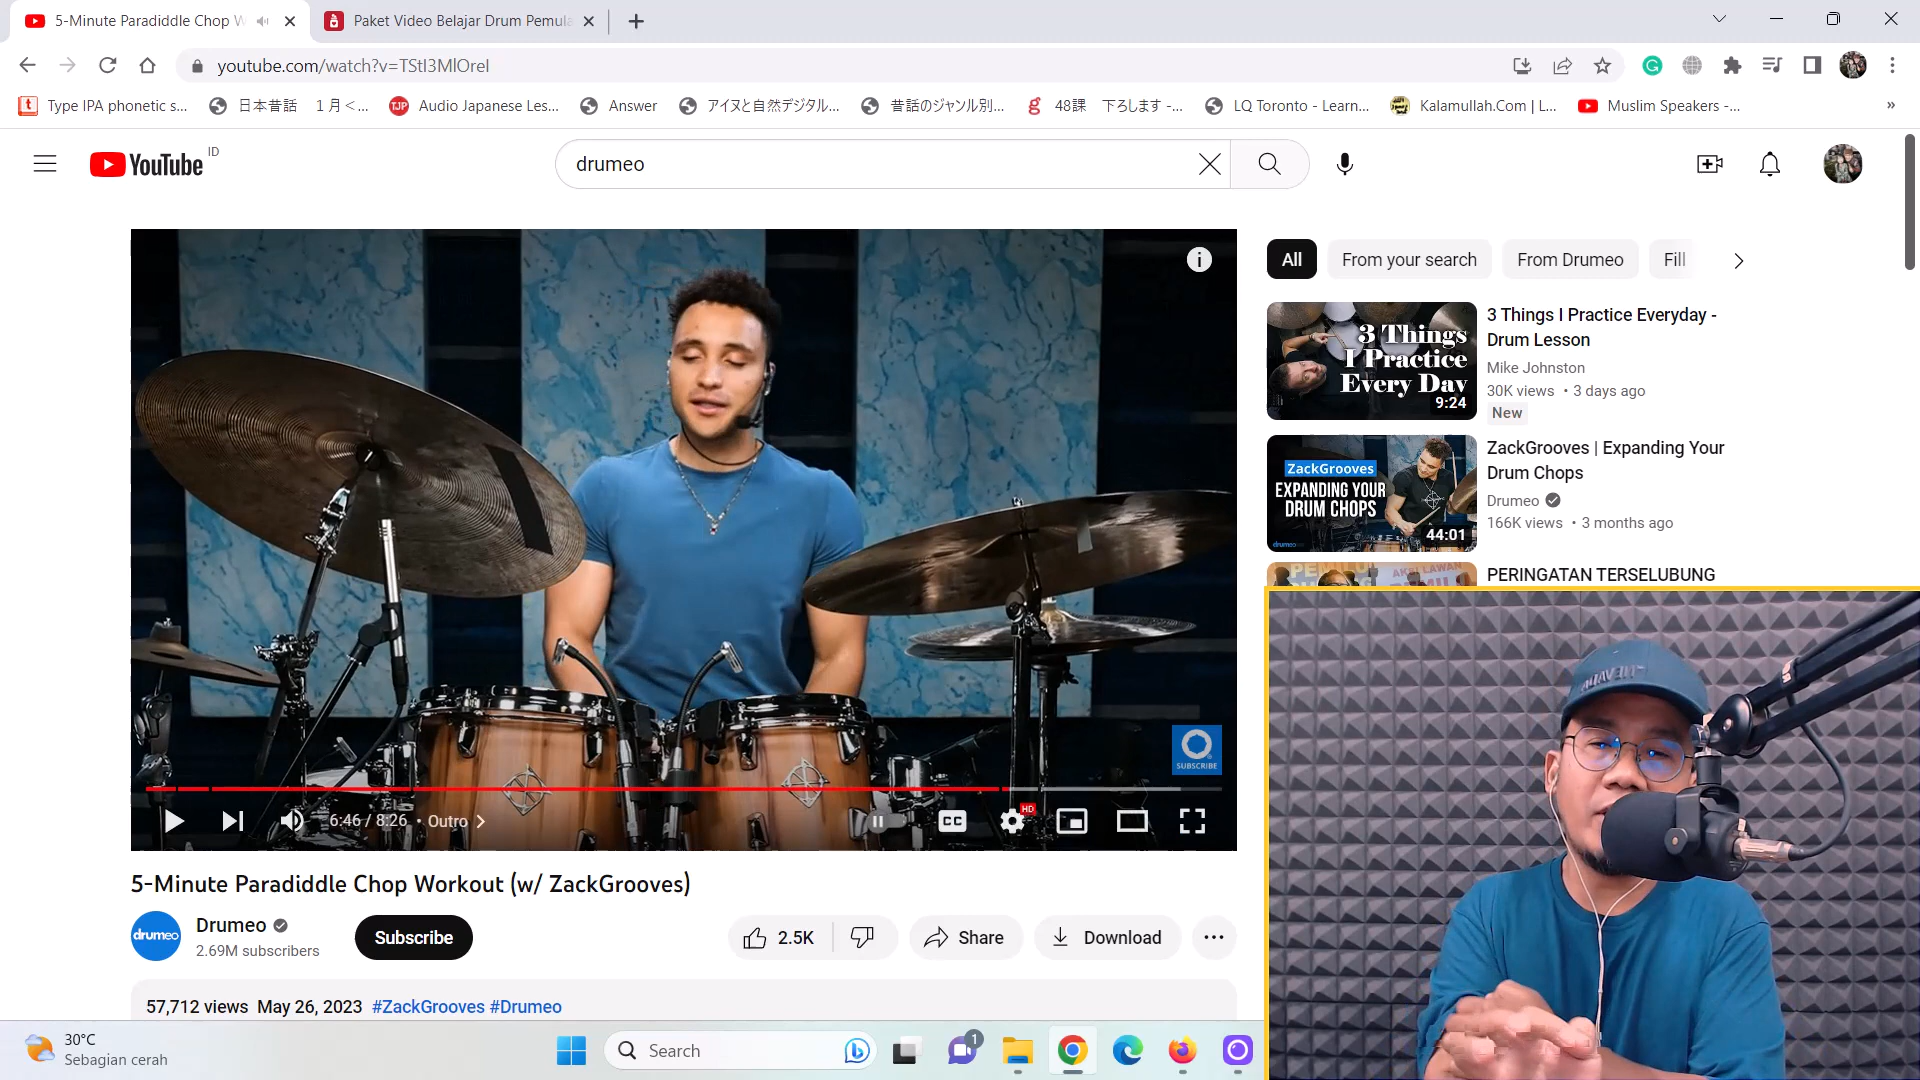 5-Minute Paradiddle Chop W
Paket Video Belajar Drum Pemula
youtube.com/watch?v=TStI3MlOreI
Type IPA phonetic s...
日本昔話 １月＜...
TJP Audio Japanese Les...
Answer
アイヌと自然デジタル...
昔話のジャンル別...
48課 下ろします -...
LQ Toronto - Learn...
Kalamullah.Com | L...
Muslim Speakers -...
YouTube ID
drumeo
All
From your search
From Drumeo
Fill
3 Things
I Practice
Every Day
9:24
3 Things I Practice Everyday -
Drum Lesson
Mike Johnston
30K views • 3 days ago
New
ZackGrooves
EXPANDING YOUR
DRUM CHOPS
drumeo
44:01
ZackGrooves | Expanding Your
Drum Chops
Drumeo
166K views • 3 months ago
PERINGATAN TERSELUBUNG
SUBSCRIBE
6:46 / 8:26 • Outro
CC
HD
5-Minute Paradiddle Chop Workout (w/ ZackGrooves)
drumeo
Drumeo
2.69M subscribers
Subscribe
2.5K
Share
Download
57,712 views May 26, 2023 #ZackGrooves #Drumeo
30°C
Sebagian cerah
Search
1